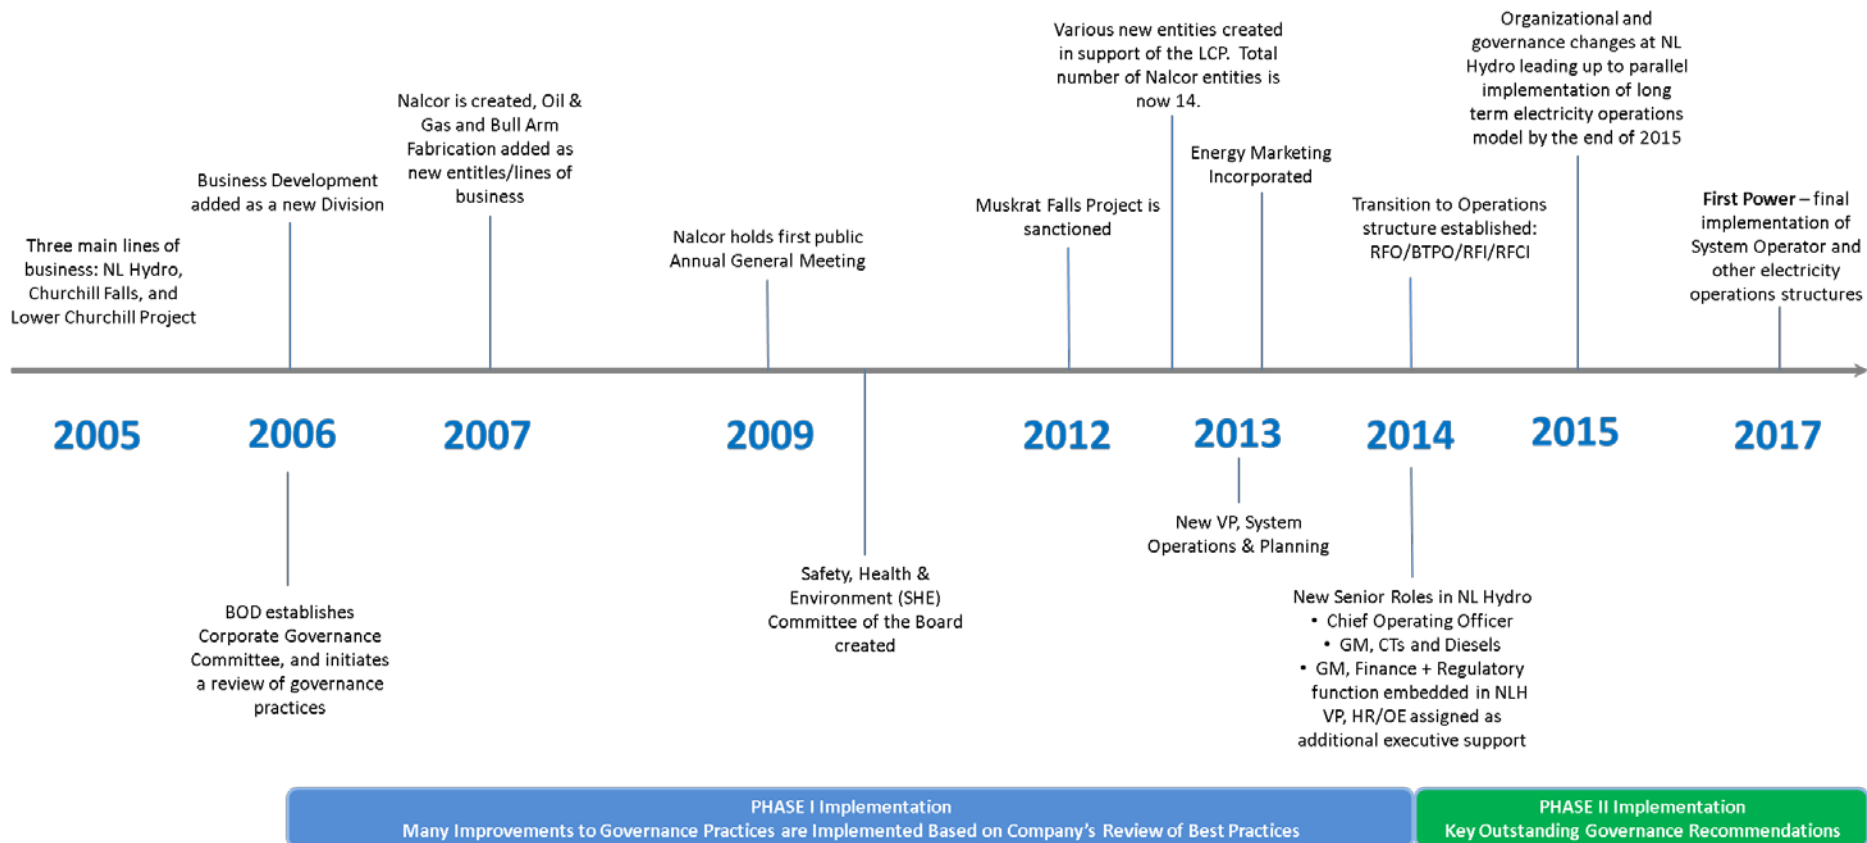 Three main lines of
business: NL Hydro,
Churchill Falls, and
Lower Churchill Project
Business Development
added as a new Division
Nalcor is created, Oil &
Gas and Bull Arm
Fabrication added as
new entitles/lines of
business
Nalcor holds first public
Annual General Meeting
Muskrat Falls Project is
sanctioned
Various new entities created
in support of the LCP. Total
number of Nalcor entities is
now 14.
Energy Marketing
Incorporated
Transition to Operations
structure established:
RFO/BTPO/RFI/RFCI
Organizational and
governance changes at NL
Hydro leading up to parallel
implementation of long
term electricity operations
model by the end of 2015
First Power – final
implementation of
System Operator and
other electricity
operations structures
2005
2006
2007
2009
2012
2013
2014
2015
2017
BOD establishes
Corporate Governance
Committee, and initiates
a review of governance
practices
Safety, Health &
Environment (SHE)
Committee of the Board
created
New VP, System
Operations & Planning
New Senior Roles in NL Hydro
• Chief Operating Officer
• GM, CTs and Diesels
• GM, Finance + Regulatory
function embedded in NLH
VP, HR/OE assigned as
additional executive support
PHASE I Implementation
Many Improvements to Governance Practices are Implemented Based on Company's Review of Best Practices
PHASE II Implementation
Key Outstanding Governance Recommendations